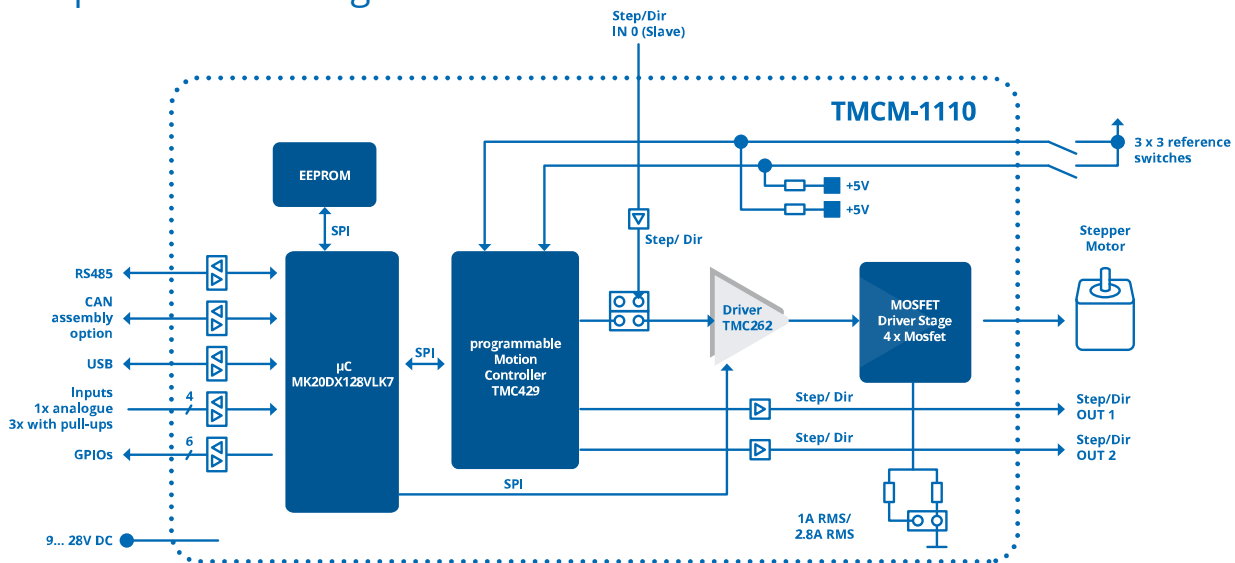 Step/Dir
IN 0 (Slave)
TMCM-1110
3 x 3 reference
switches
EEPROM
+5V
+5V
SPI
Step/ Dir
Stepper
Motor
RS485
CAN
assembly
option
USB
Inputs
1x analogue
3x with pull-ups
4
GPIOs
6
µC
MK20DX128VLK7
SPI
programmable
Motion
Controller
TMC429
Driver
TMC262
MOSFET
Driver Stage
4 x Mosfet
Step/ Dir
Step/Dir
OUT 1
Step/ Dir
Step/Dir
OUT 2
SPI
1A RMS/
2.8A RMS
9... 28V DC